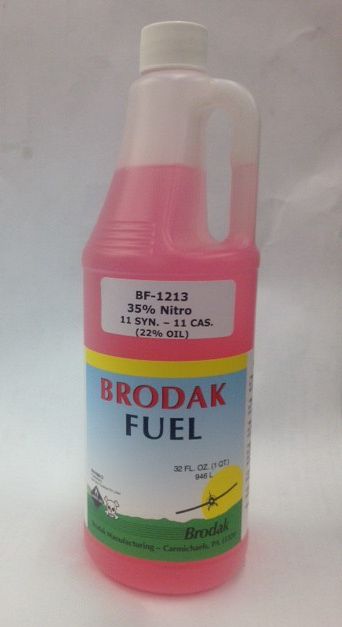 BF-1213
35% Nitro
11 SYN. – 11 CAS.
(22% OIL)
BRODAK
FUEL
32 FL. OZ. (1 QT.)
946 L
Brodak
Brodak Manufacturing – Carmichaels, PA 15320